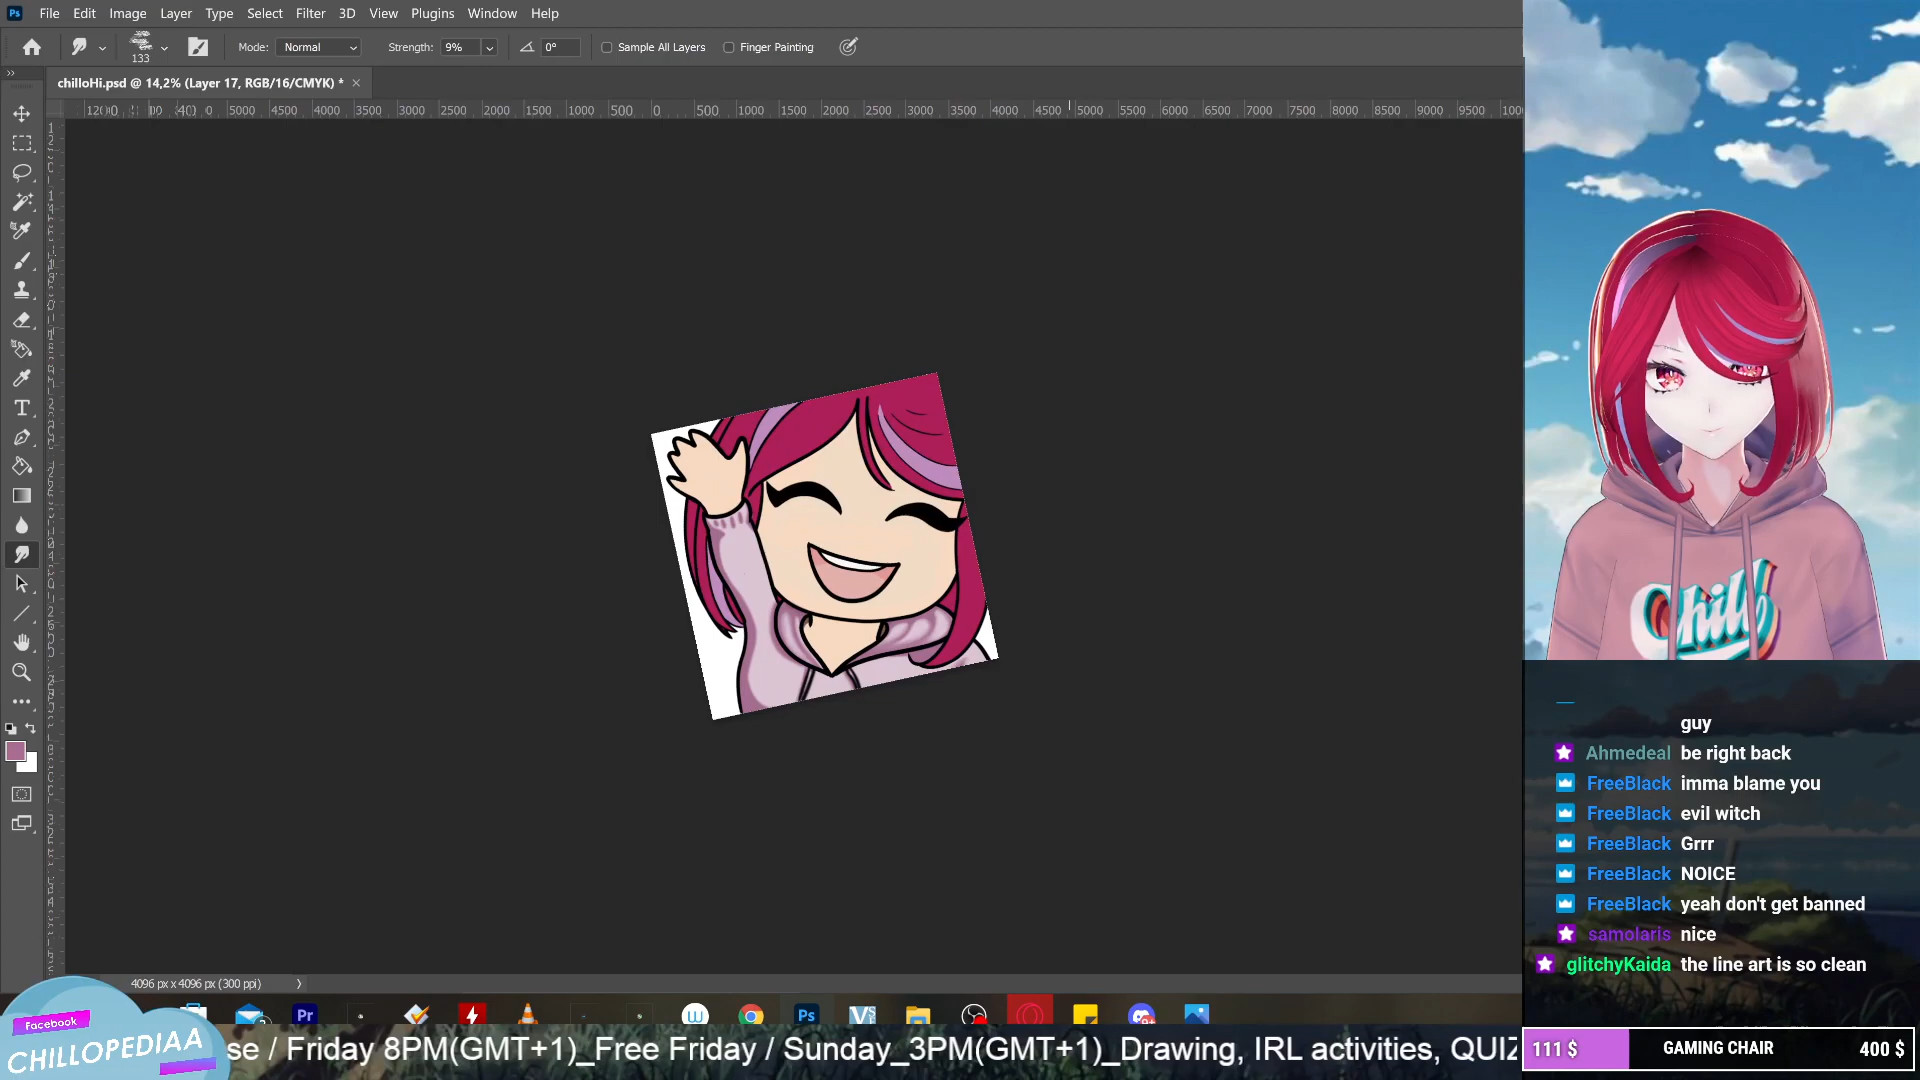 File Edit Image Layer Type Select Filter 3D View Plugins Window Help
133 Mode: Normal Strength: 9% 0° Sample All Layers Finger Painting
chilloHi.psd @ 14,2% (Layer 17, RGB/16/CMYK) * ×
5000 4500 4000 3500 3000 2500 2000 1500 1000 500 0 500 1000 1500 2000 2500 3000 3500 4000 4500 5000 5500 6000 6500 7000 7500 8000 8500 9000 9500
Chill
guy
Ahmedeal be right back
FreeBlack imma blame you
FreeBlack evil witch
FreeBlack Grrr
FreeBlack NOICE
FreeBlack yeah don't get banned
samolaris nice
glitchyKaida the line art is so clean
4096 px x 4096 px (300 ppi)
Facebook
CHILLOPEDIAA
se / Friday 8PM(GMT+1)_Free Friday / Sunday_3PM(GMT+1)_Drawing, IRL activities, QUIZ
111 $ GAMING CHAIR 400 $